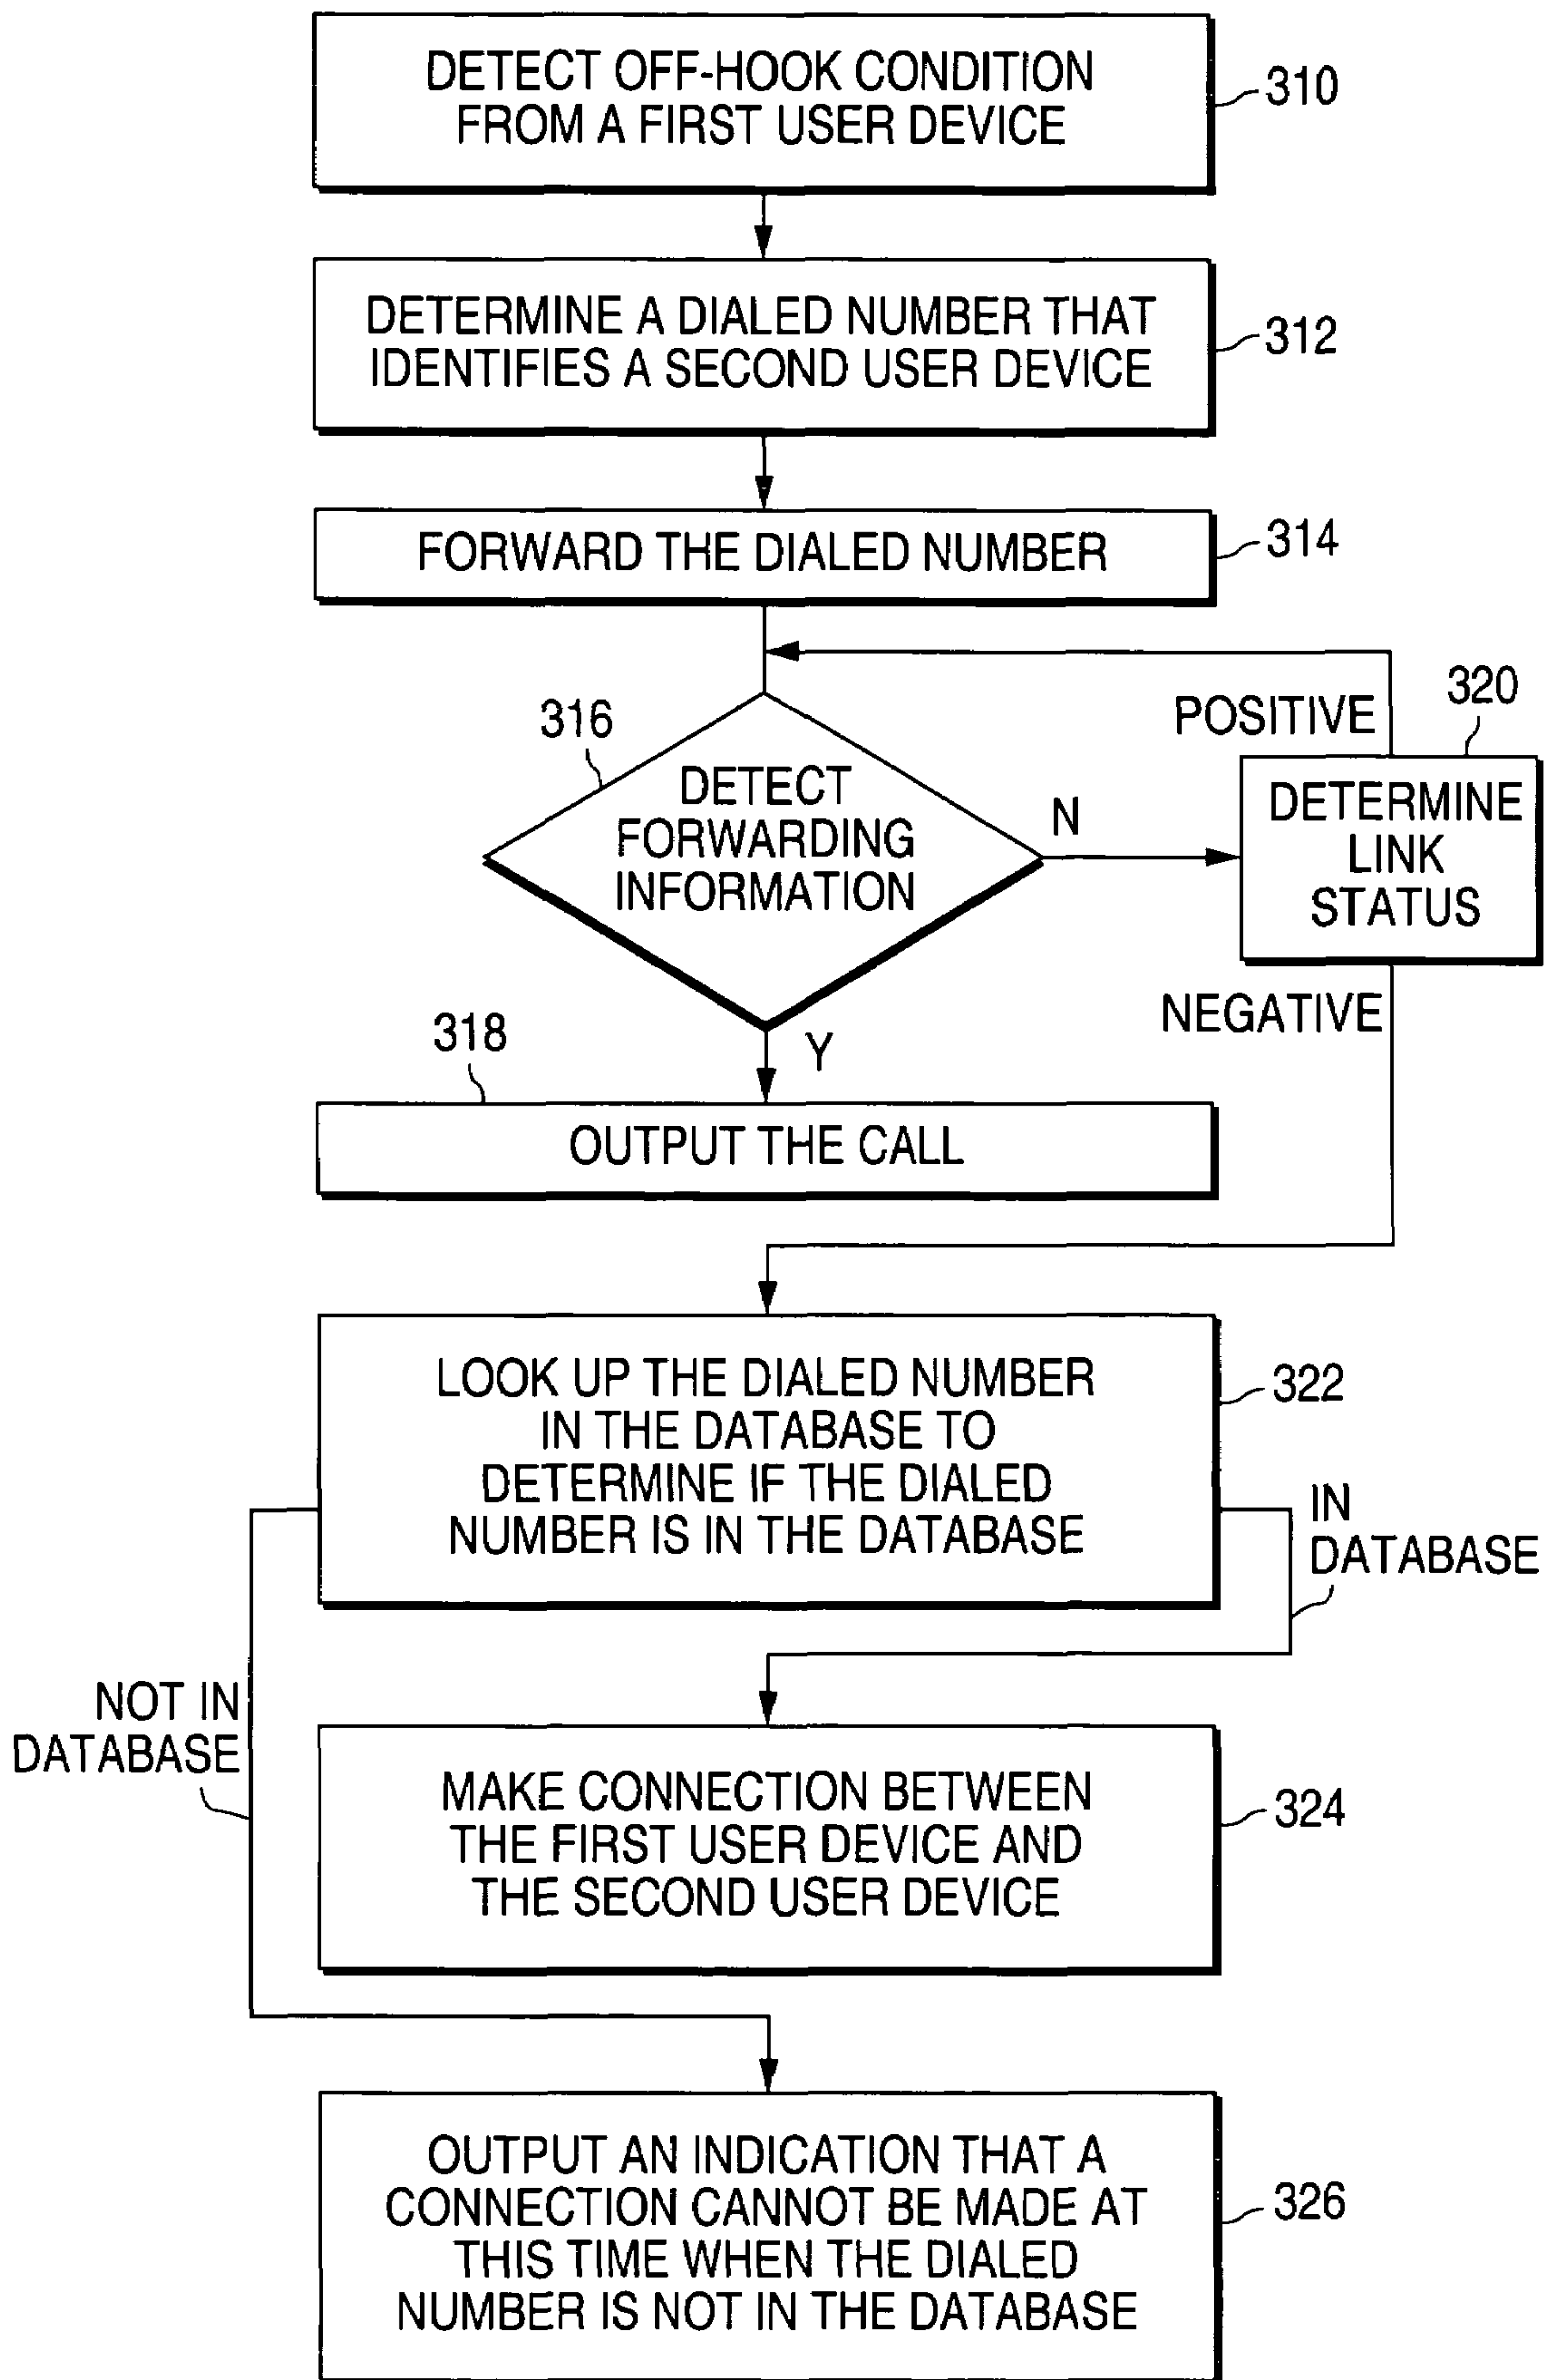 DETECT OFF-HOOK CONDITION
FROM A FIRST USER DEVICE
310
DETERMINE A DIALED NUMBER THAT
IDENTIFIES A SECOND USER DEVICE
312
FORWARD THE DIALED NUMBER
314
316
DETECT
FORWARDING
INFORMATION
N
POSITIVE
320
DETERMINE
LINK
STATUS
NEGATIVE
Y
318
OUTPUT THE CALL
LOOK UP THE DIALED NUMBER
IN THE DATABASE TO
DETERMINE IF THE DIALED
NUMBER IS IN THE DATABASE
322
IN
DATABASE
NOT IN
DATABASE
MAKE CONNECTION BETWEEN
THE FIRST USER DEVICE AND
THE SECOND USER DEVICE
324
OUTPUT AN INDICATION THAT A
CONNECTION CANNOT BE MADE AT
THIS TIME WHEN THE DIALED
NUMBER IS NOT IN THE DATABASE
326